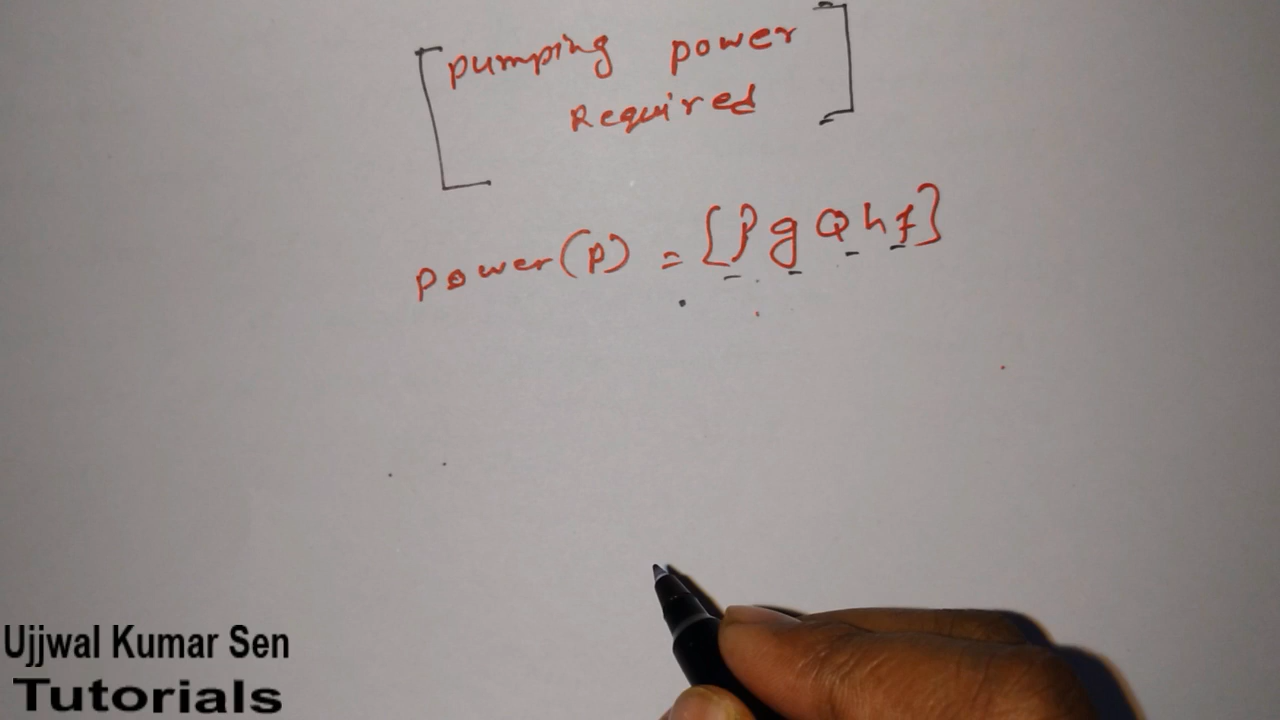 [pumping power
Required]
power(p) = [ρgQhf]
Ujjwal Kumar Sen
Tutorials